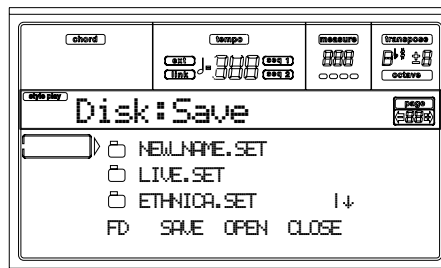 chord tempo measure transpose
ext seq 1
link seq 2
octave
style play page
Disk:Save
NEW_NAME.SET
LIVE.SET
ETHNICA.SET
FD SAVE OPEN CLOSE